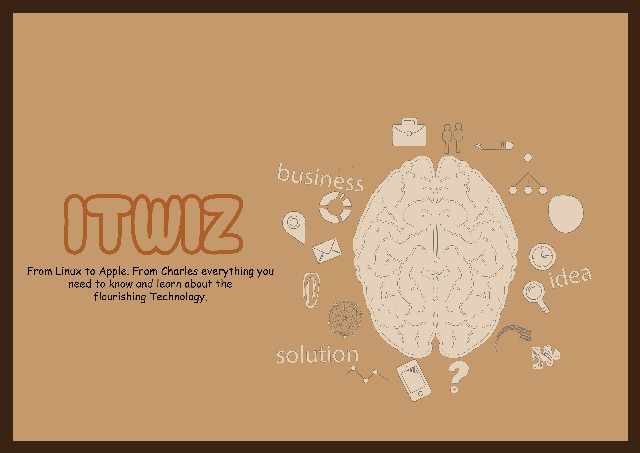 business
ITWIZ
From Linux to Apple. From Charles everything you
need to know and learn about the
flourishing Technology.
idea
solution
?